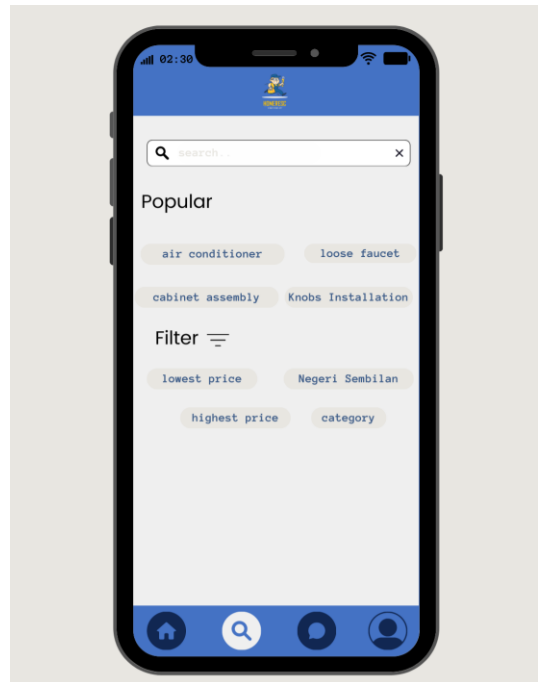 02:30
search..
Popular
air conditioner
loose faucet
cabinet assembly
Knobs Installation
Filter
lowest price
Negeri Sembilan
highest price
category